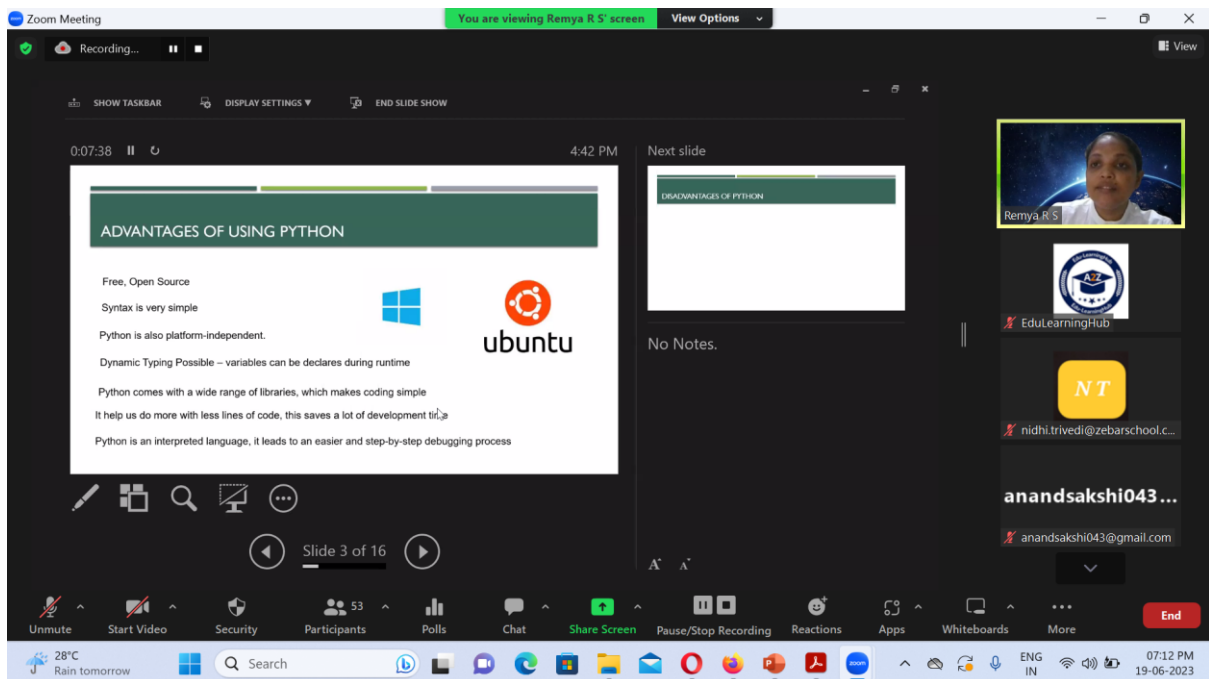 Zoom Meeting
You are viewing Remya R S' screen
View Options
Recording...
View
SHOW TASKBAR
DISPLAY SETTINGS
END SLIDE SHOW
0:07:38
4:42 PM
Next slide
ADVANTAGES OF USING PYTHON
Free, Open Source
Syntax is very simple
Python is also platform-independent.
Dynamic Typing Possible – variables can be declares during runtime
Python comes with a wide range of libraries, which makes coding simple
It help us do more with less lines of code, this saves a lot of development time
Python is an interpreted language, it leads to an easier and step-by-step debugging process
ubuntu
DISADVANTAGES OF PYTHON
No Notes.
Slide 3 of 16
A A
Remya R S
A2Z
EduLearningHub
NT
nidhi.trivedi@zebarschool.c...
anandsakshi043...
anandsakshi043@gmail.com
53
Unmute
Start Video
Security
Participants
Polls
Chat
Share Screen
Pause/Stop Recording
Reactions
Apps
Whiteboards
More
End
28°C
Rain tomorrow
Search
zoom
ENG
IN
07:12 PM
19-06-2023